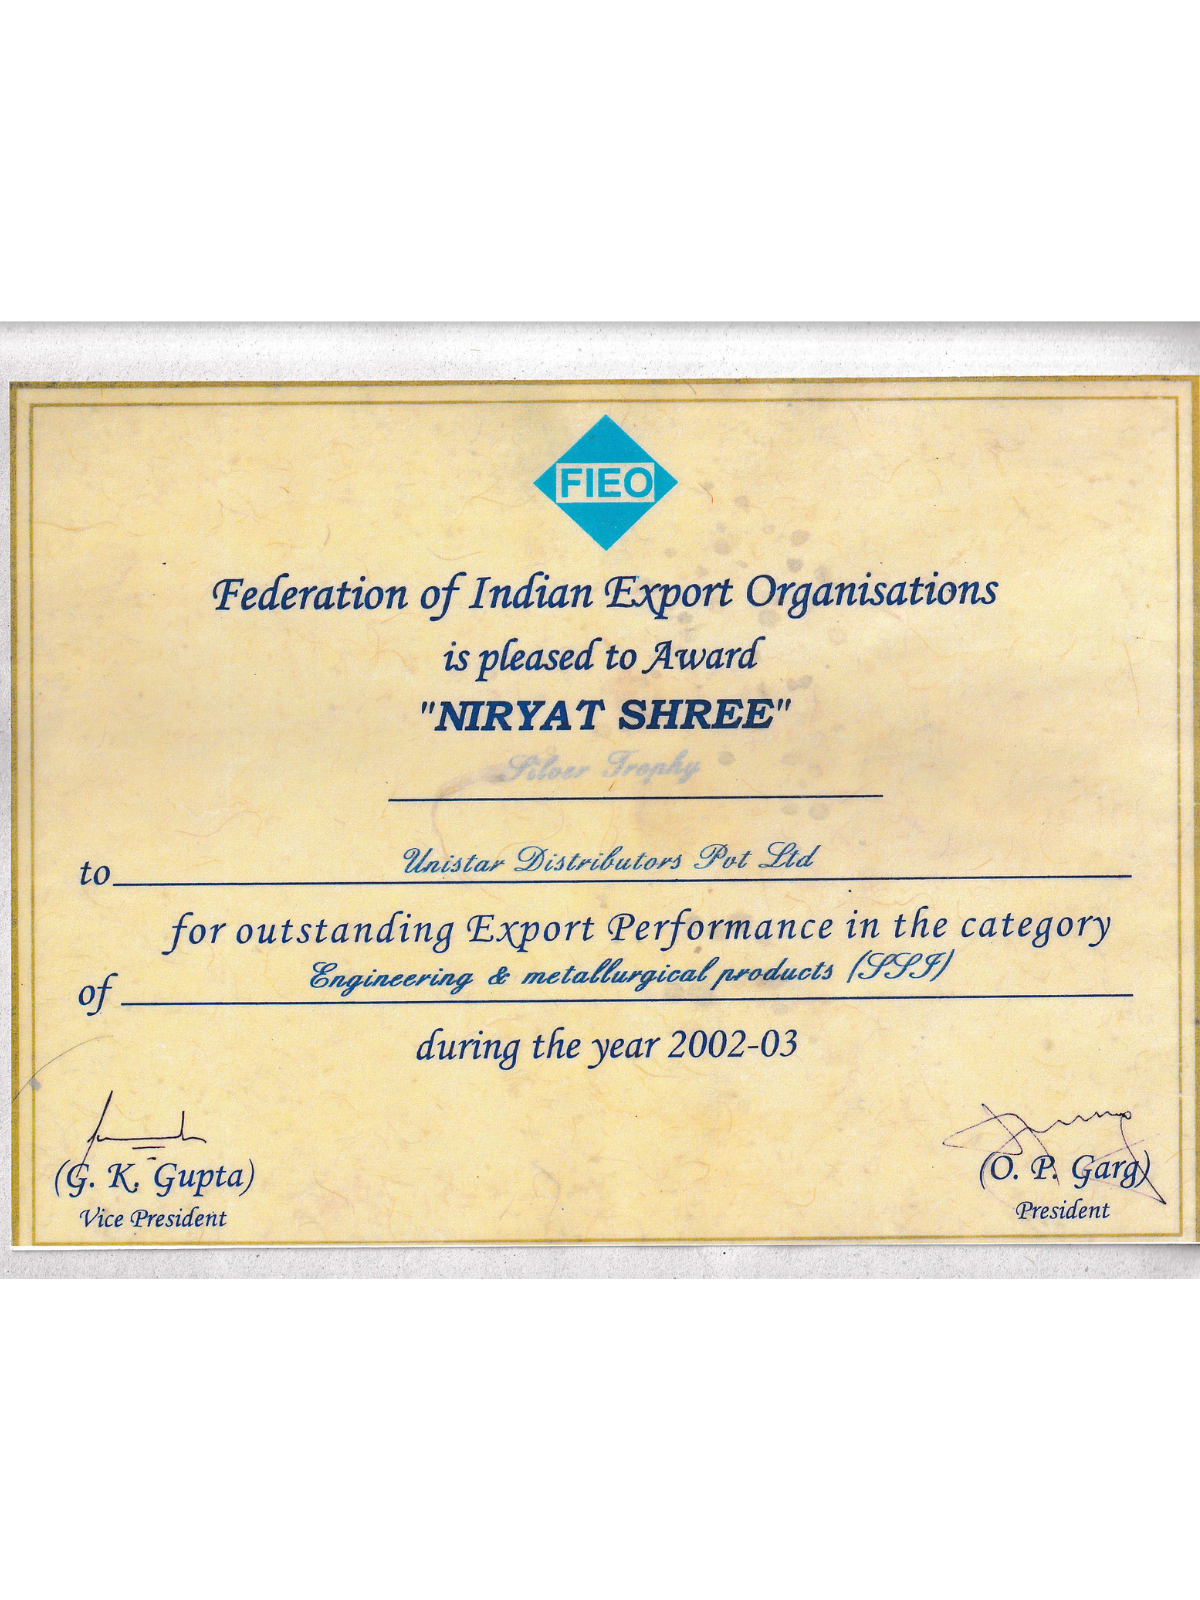 FIEO
Federation of Indian Export Organisations
is pleased to Award
"NIRYAT SHREE"
Silver Trophy
to Unistar Distributors Pvt Ltd
for outstanding Export Performance in the category
of Engineering & metallurgical products (SSI)
during the year 2002-03
(G. K. Gupta)
Vice President
(O. P. Garg)
President